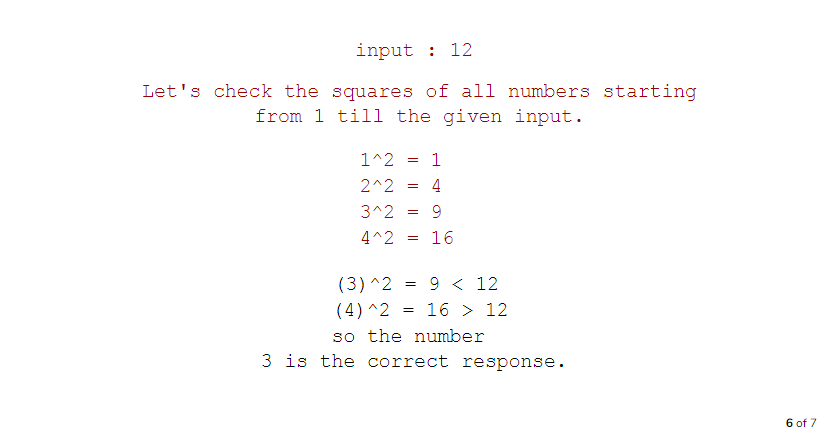 input : 12
Let's check the squares of all numbers starting
from 1 till the given input.
1^2 = 1
2^2 = 4
3^2 = 9
4^2 = 16
(3)^2 = 9 < 12
(4)^2 = 16 > 12
so the number
3 is the correct response.
6 of 7